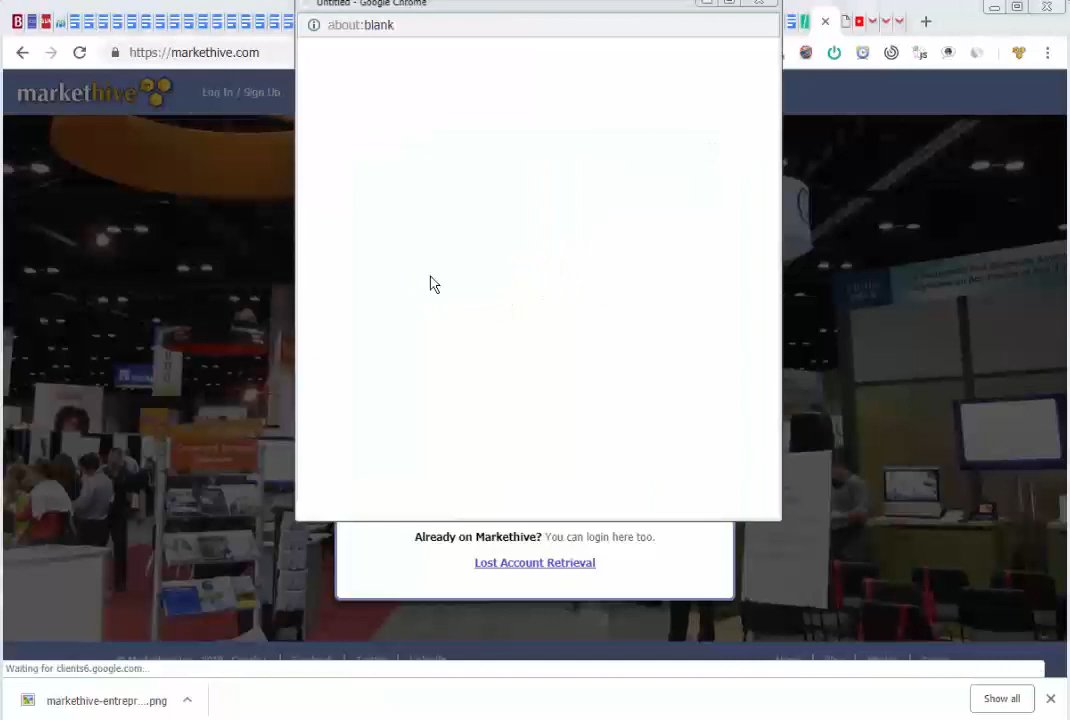 Untitled - Google Chrome
about:blank
https://markethive.com
markethive
Log In / Sign Up
Already on Markethive? You can login here too.
Lost Account Retrieval
Waiting for clients6.google.com...
markethive-entrepr....png
Show all